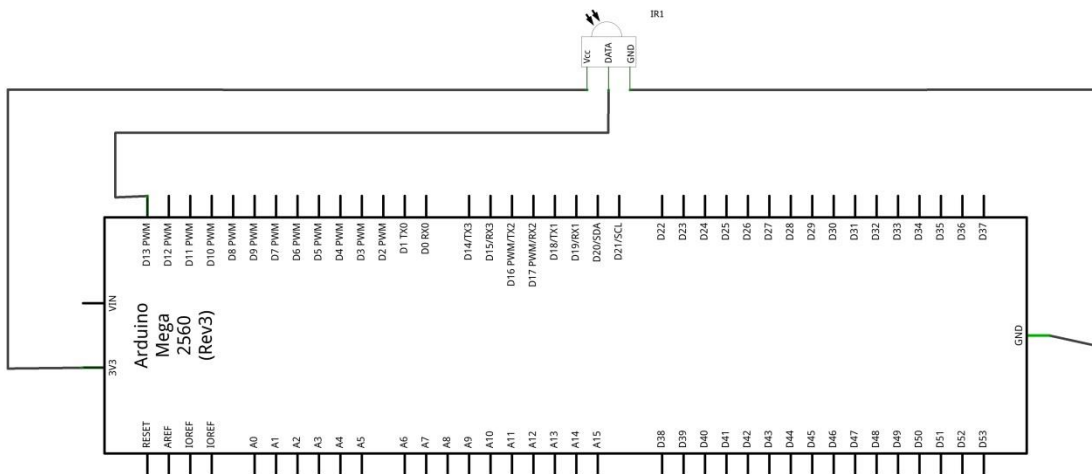 IR1
Vcc
DATA
GND
D13 PWM
D12 PWM
D11 PWM
D10 PWM
D8 PWM
D9 PWM
D7 PWM
D6 PWM
D5 PWM
D4 PWM
D3 PWM
D2 PWM
D1 TX0
D0 RX0
D14/TX3
D15/RX3
D16 PWM/TX2
D17 PWM/RX2
D18/TX1
D19/RX1
D20/SDA
D21/SCL
D22
D23
D24
D25
D26
D27
D28
D29
D30
D31
D32
D33
D34
D35
D36
D37
VIN
3V3
Arduino
Mega
2560
(Rev3)
GND
RESET
AREF
IOREF
IOREF
A0
A1
A2
A3
A4
A5
A6
A7
A8
A9
A10
A11
A12
A13
A14
A15
D38
D39
D40
D41
D42
D43
D44
D45
D46
D47
D48
D49
D50
D51
D52
D53